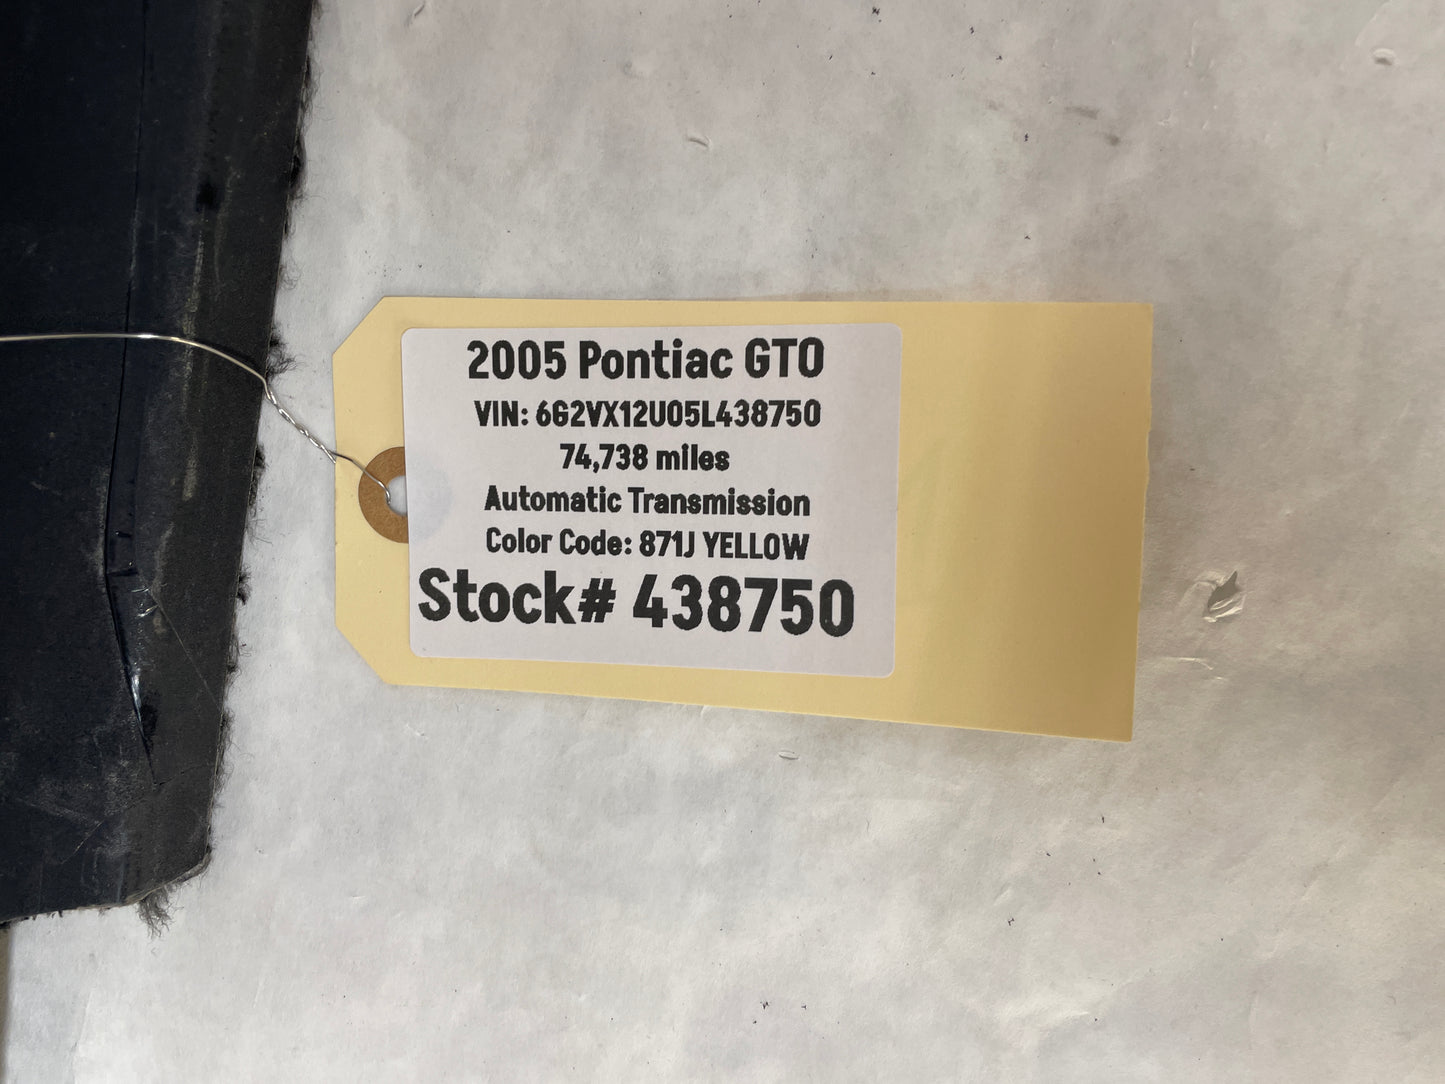 2005 Pontiac GTO
VIN: 6G2VX12U05L438750
74,738 miles
Automatic Transmission
Color Code: 871J YELLOW
Stock# 438750